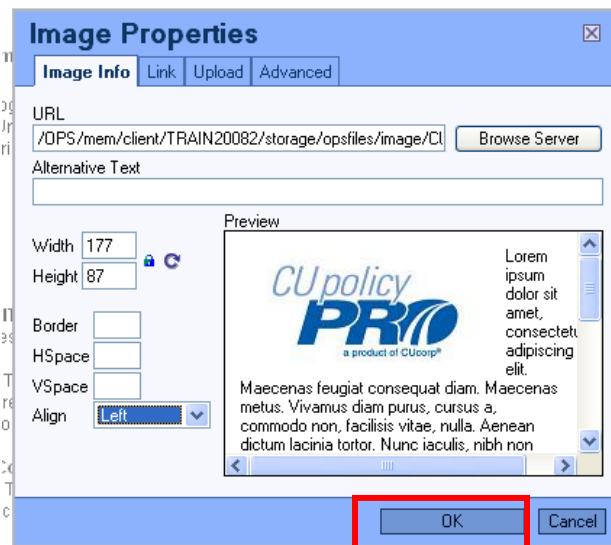 Image Properties
Image Info Link Upload Advanced
URL
/OPS/mem/client/TRAIN20082/storage/opsfiles/image/CU
Browse Server
Alternative Text
Width 177
Height 87
Border
HSpace
VSpace
Align Left
Preview
CU policy
PRO
a product of CUcorp®
Lorem
ipsum
dolor sit
amet,
consectetu
adipiscing
elit.
Maecenas feugiat consequat diam. Maecenas
metus. Vivamus diam purus, cursus a,
commodo non, facilisis vitae, nulla. Aenean
dictum lacinia tortor. Nunc iaculis, nibh non
OK Cancel